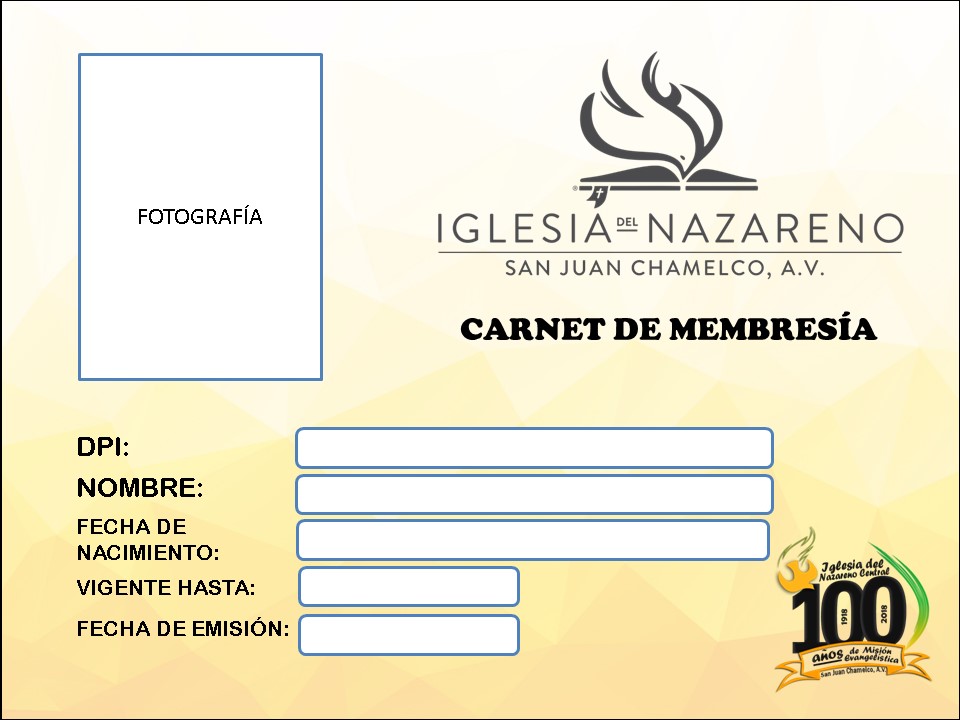 FOTOGRAFÍA
®
IGLESIA DEL NAZARENO
SAN JUAN CHAMELCO, A.V.
CARNET DE MEMBRESÍA
DPI:
NOMBRE:
FECHA DE
NACIMIENTO:
VIGENTE HASTA:
FECHA DE EMISIÓN:
Iglesia del
Nazareno Central
100
1918
2018
años de Misión
Evangelística
San Juan Chamelco, A.V.